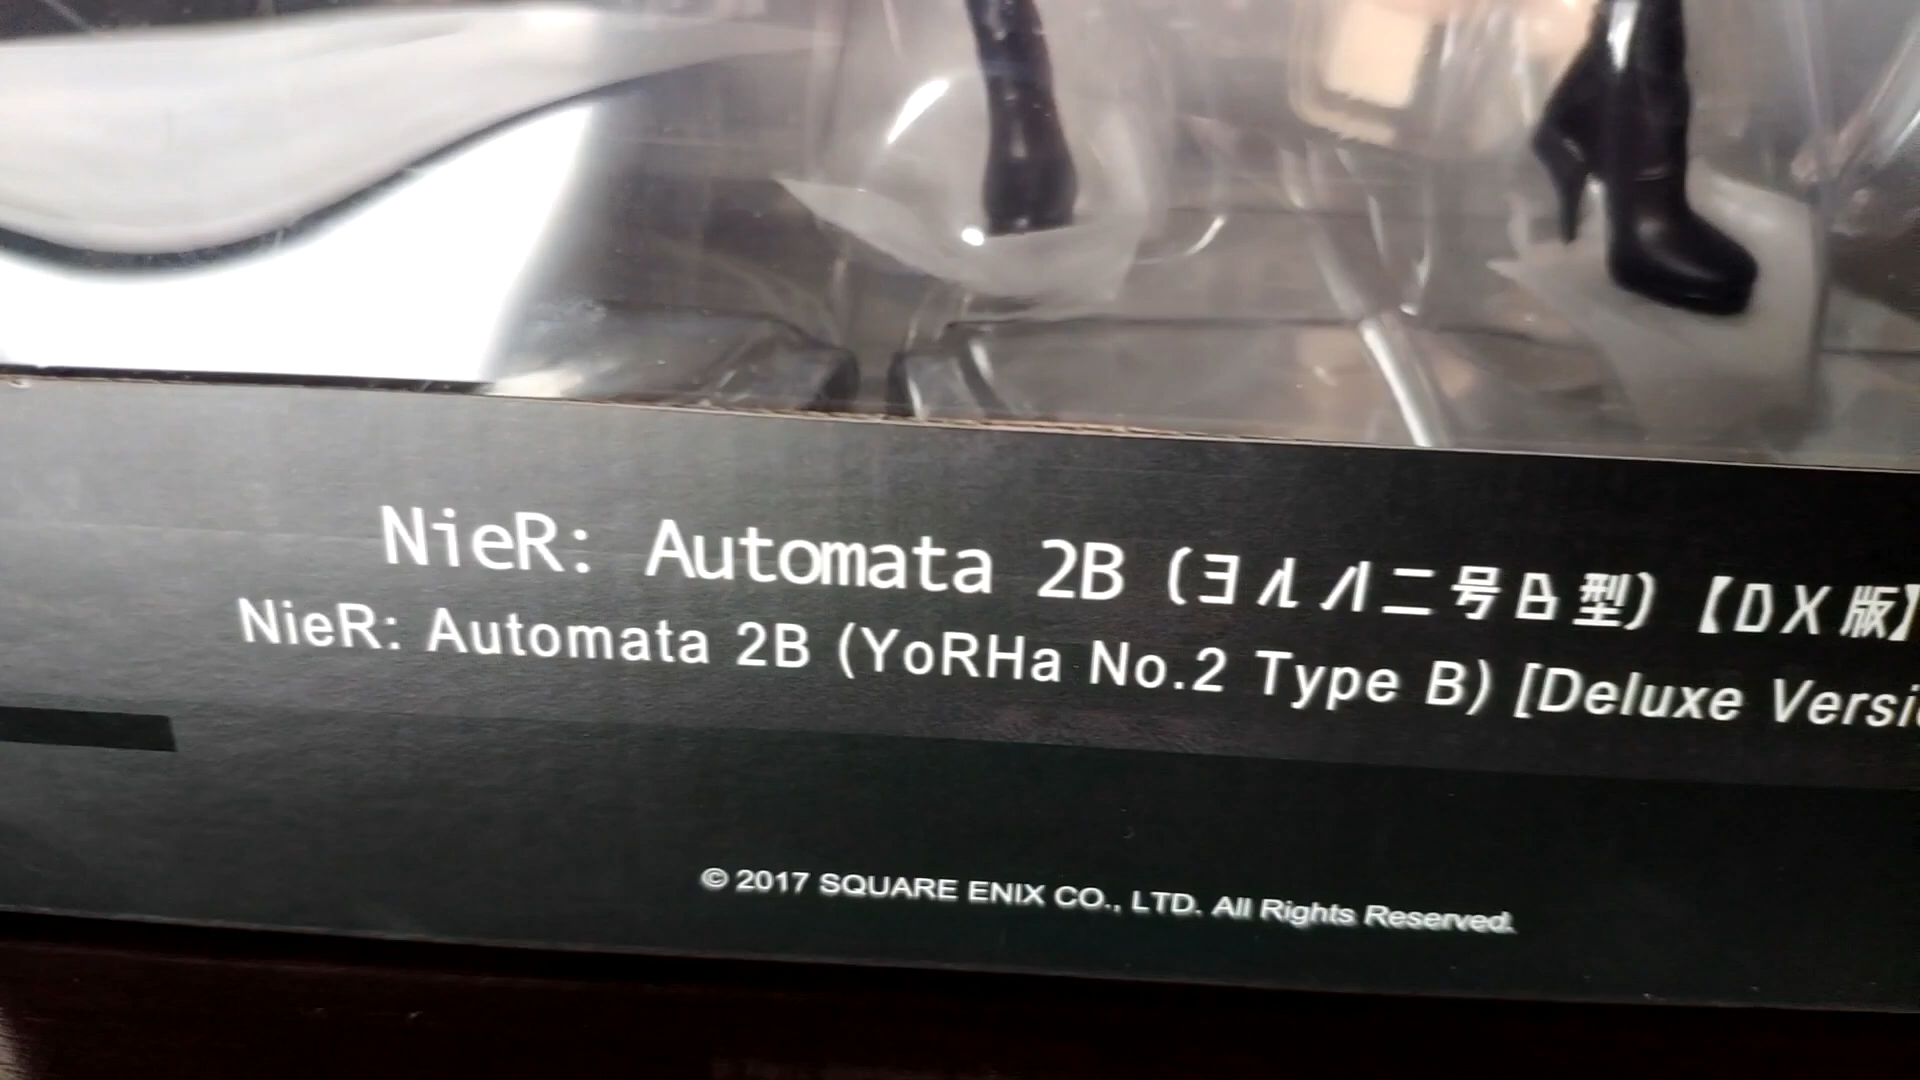 NieR: Automata 2B (ヨルハ二号B型)【DX版】
NieR: Automata 2B (YoRHa No.2 Type B) [Deluxe Versi
© 2017 SQUARE ENIX CO., LTD. All Rights Reserved.